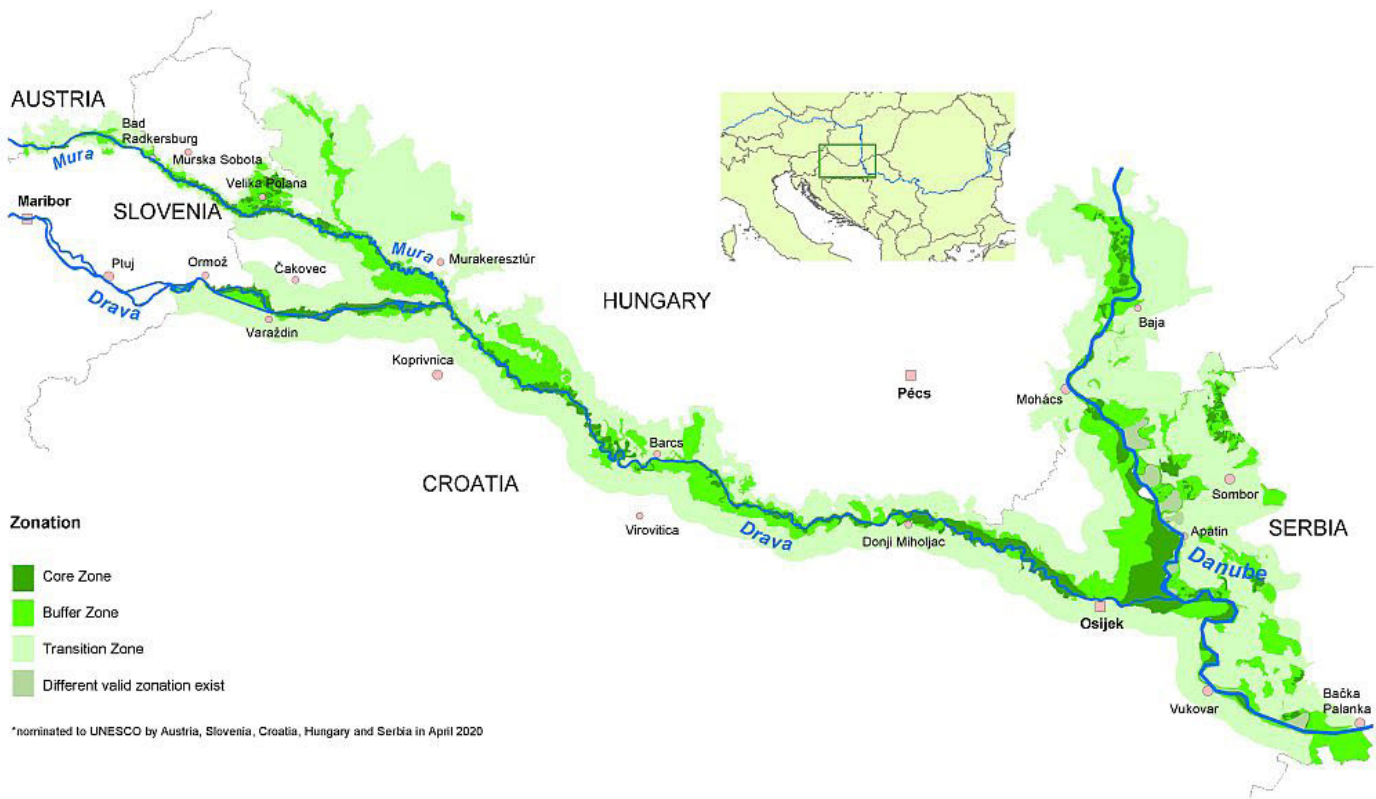 AUSTRIA
Bad
Radkersburg
Mura
Murska Sobota
Velika Polana
Maribor
SLOVENIA
Ptuj
Ormož
Čakovec
Mura
Murakeresztúr
Drava
Varaždin
HUNGARY
Baja
Koprivnica
Pécs
Mohács
Barcs
CROATIA
Sombor
Virovitica
Drava
Donji Miholjac
Apatin
SERBIA
Danube
Osijek
Vukovar
Bačka
Palanka
Zonation
Core Zone
Buffer Zone
Transition Zone
Different valid zonation exist
*nominated to UNESCO by Austria, Slovenia, Croatia, Hungary and Serbia in April 2020